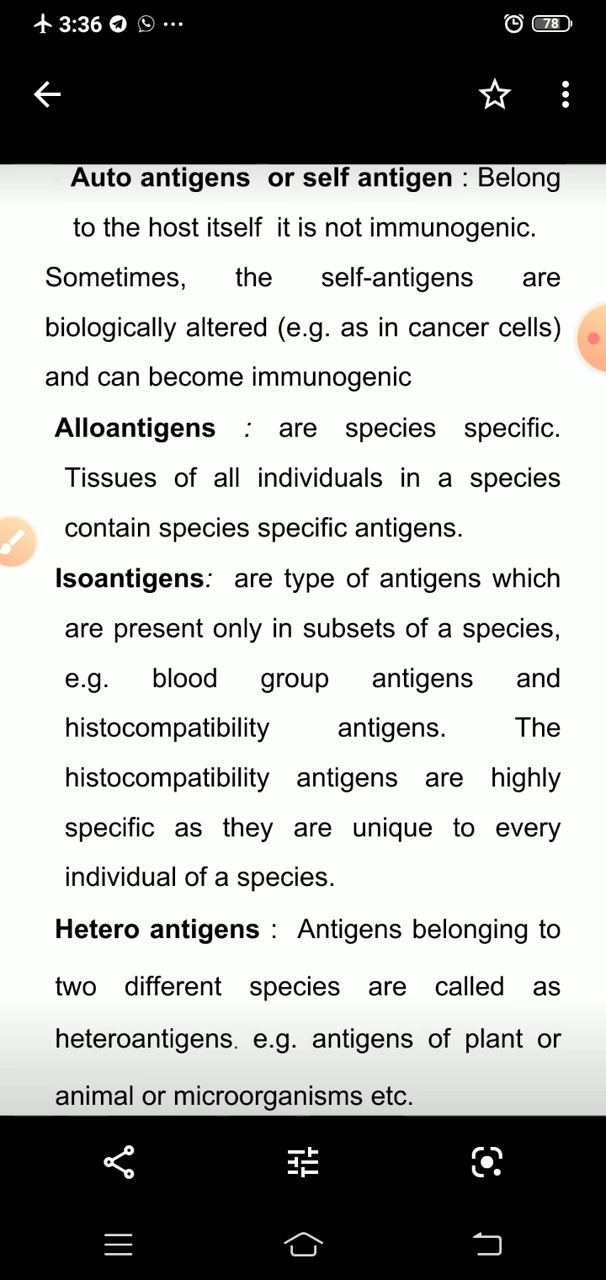 3:36
78
Auto antigens or self antigen : Belong
to the host itself it is not immunogenic.
Sometimes, the self-antigens are
biologically altered (e.g. as in cancer cells)
and can become immunogenic
Alloantigens : are species specific.
Tissues of all individuals in a species
contain species specific antigens.
Isoantigens: are type of antigens which
are present only in subsets of a species,
e.g. blood group antigens and
histocompatibility antigens. The
histocompatibility antigens are highly
specific as they are unique to every
individual of a species.
Hetero antigens : Antigens belonging to
two different species are called as
heteroantigens. e.g. antigens of plant or
animal or microorganisms etc.